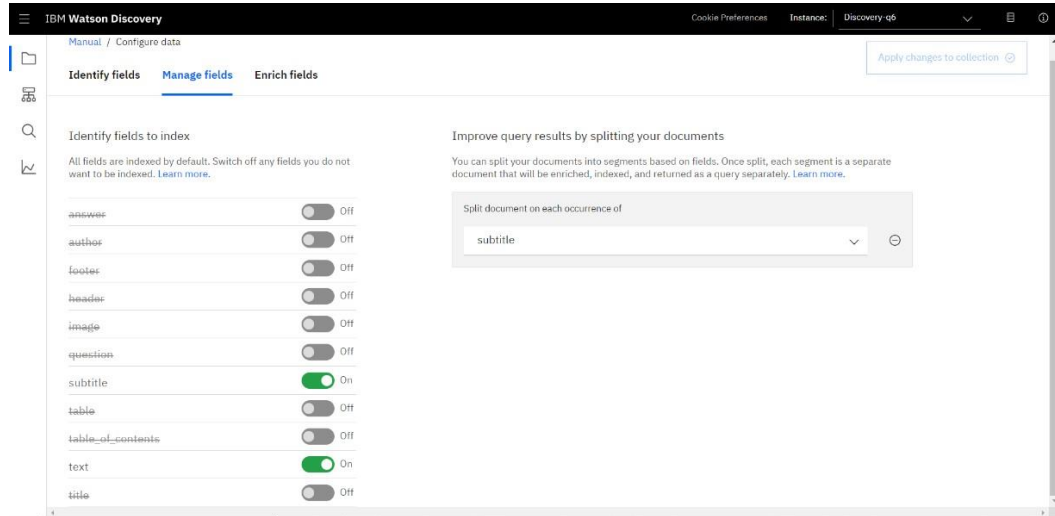 IBM Watson Discovery
Cookie Preferences
Instance:
Discovery-q6
Manual / Configure data
Apply changes to collection
Identify fields
Manage fields
Enrich fields
Identify fields to index
All fields are indexed by default. Switch off any fields you do not
want to be indexed. Learn more.
answer Off
author Off
footer Off
header Off
image Off
question Off
subtitle On
table Off
table_of_contents Off
text On
title Off
Improve query results by splitting your documents
You can split your documents into segments based on fields. Once split, each segment is a separate
document that will be enriched, indexed, and returned as a query separately. Learn more.
Split document on each occurrence of
subtitle